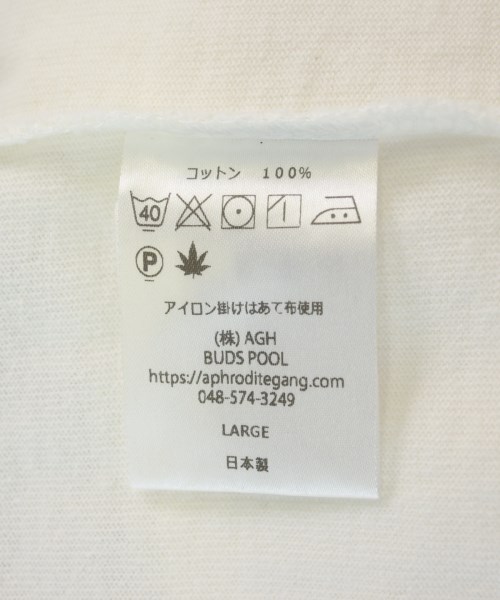 コットン 100%
40
P
アイロン掛けはあて布使用
(株) AGH
BUDS POOL
https://aphroditegang.com
048-574-3249
LARGE
日本製